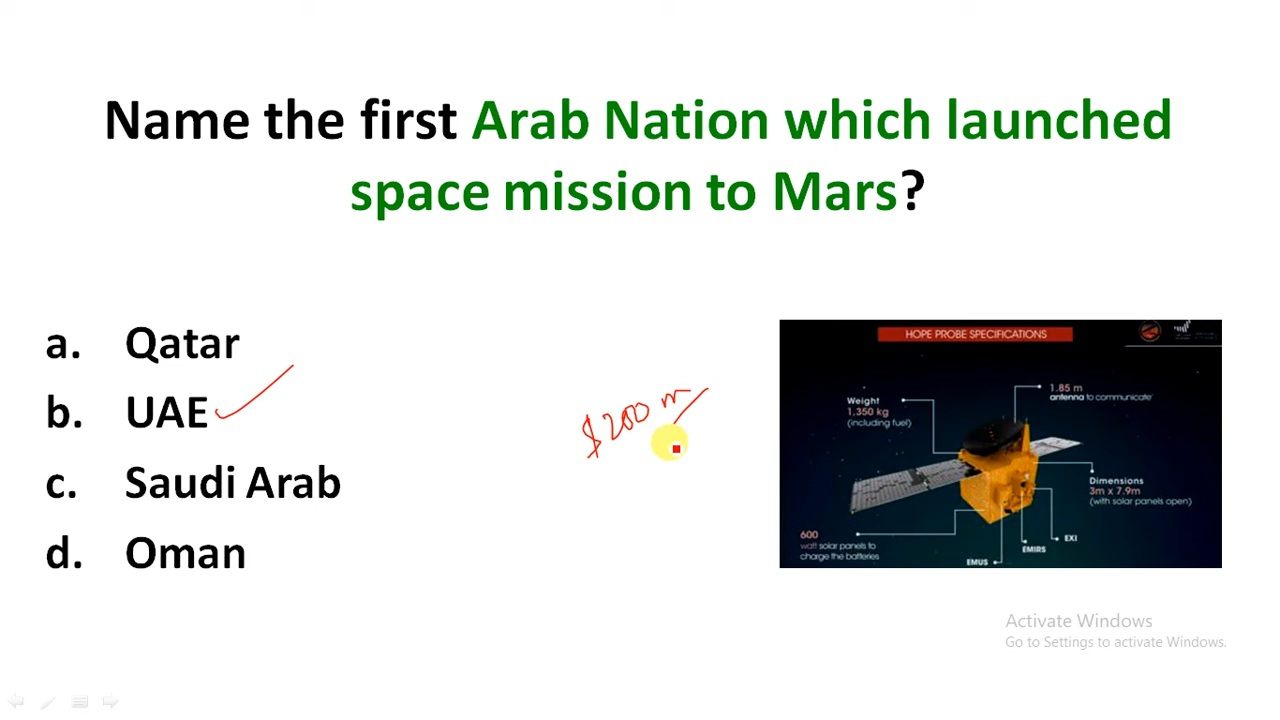 Name the first Arab Nation which launched
space mission to Mars?
a. Qatar
b. UAE
c. Saudi Arab
d. Oman
$200 m
HOPE PROBE SPECIFICATIONS
Weight
1,350 kg
(including fuel)
1.85 m
antenna to communicate
Dimensions
3m x 7.9m
(with solar panels open)
600
watt solar panels to
charge the batteries
EMUS
EMIRS
EXI
Activate Windows
Go to Settings to activate Windows.